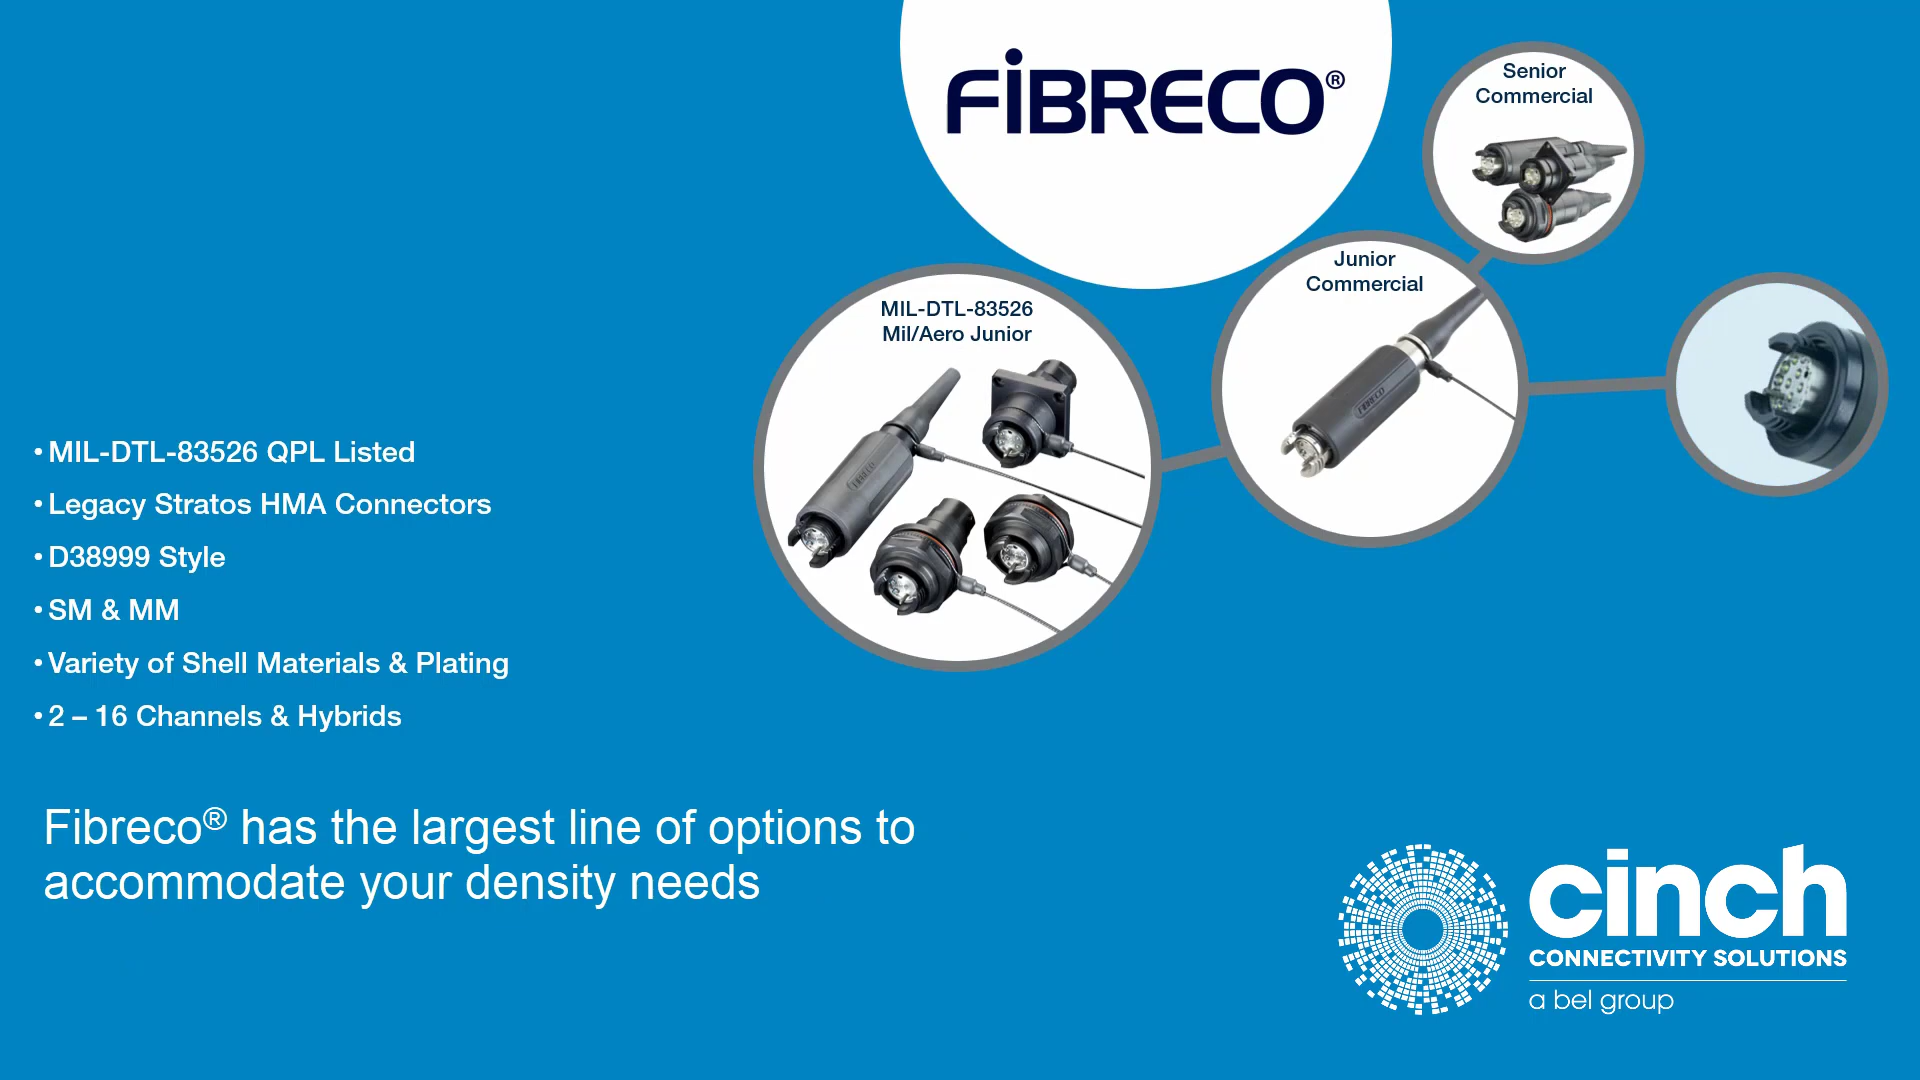 FiBRECO®
Senior
Commercial
Junior
Commercial
MIL-DTL-83526
Mil/Aero Junior
FIBRECO
FIBRECO
• MIL-DTL-83526 QPL Listed
• Legacy Stratos HMA Connectors
• D38999 Style
• SM & MM
• Variety of Shell Materials & Plating
• 2 – 16 Channels & Hybrids
Fibreco® has the largest line of options to
accommodate your density needs
cinch
CONNECTIVITY SOLUTIONS
a bel group